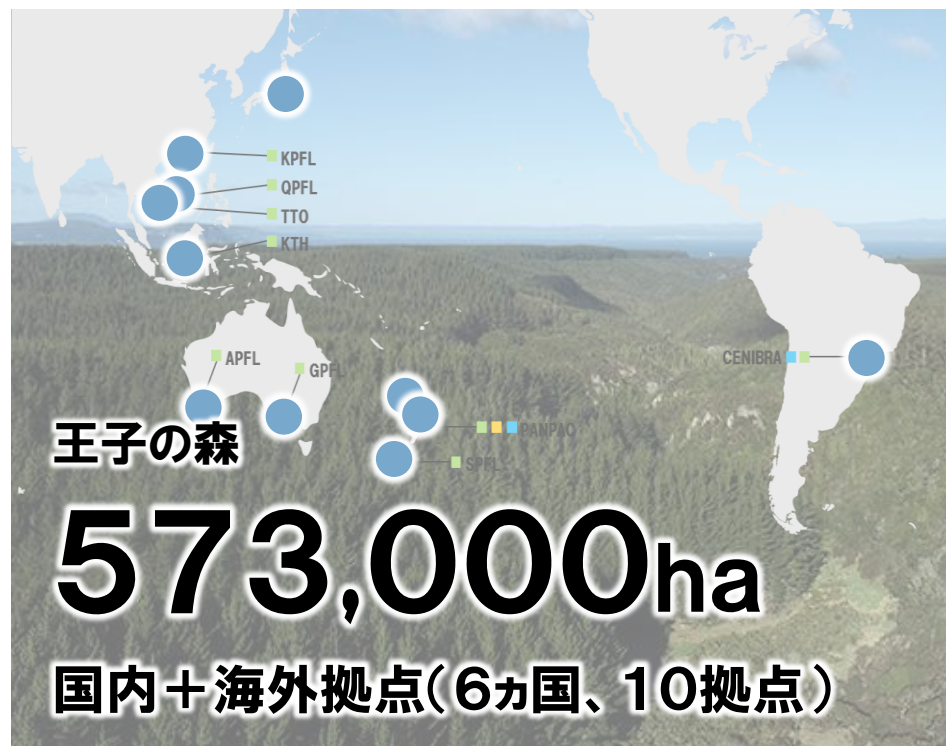 KPFL
QPFL
TTO
KTH
APFL
GPFL
CENIBRA
PANPAC
SPFL
王子の森
573,000ha
国内＋海外拠点（6ヵ国、10拠点）